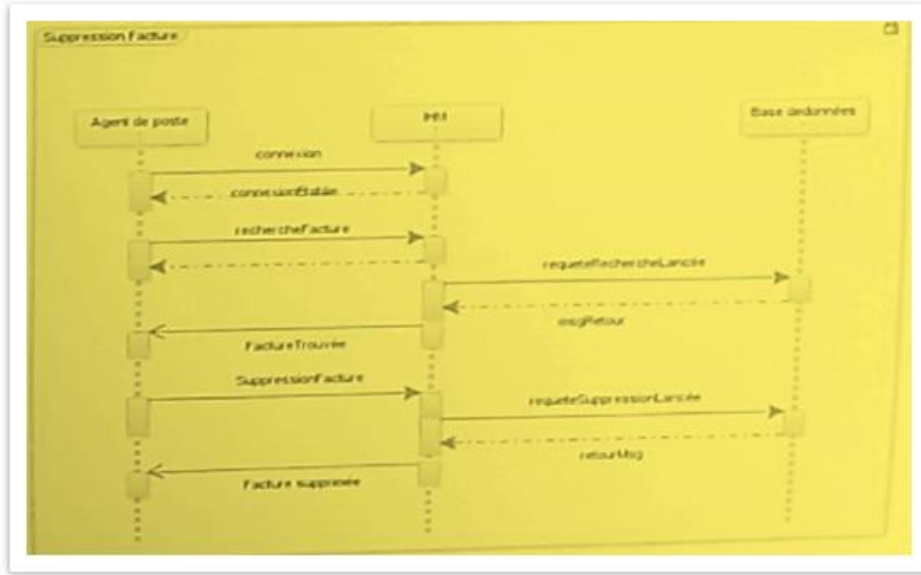 Suppression Facture
Agent de poste
IHM
Base dedonnées
connexion
connexionEtablie
rechercheFacture
requeteRechercheLancée
msgRetour
FactureTrouvée
SuppressionFacture
requeteSuppressionLancée
retourMsg
Facture supprimée